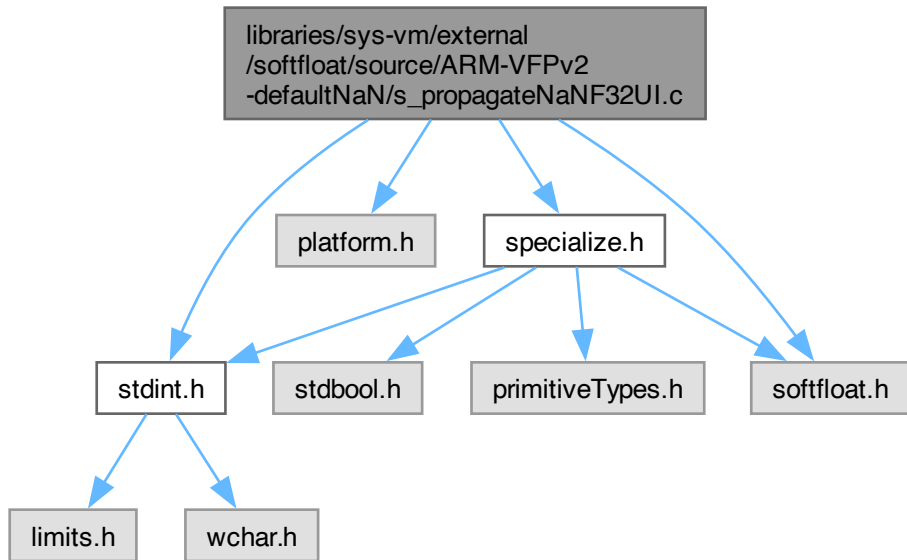 libraries/sys-vm/external
/softfloat/source/ARM-VFPv2
-defaultNaN/s_propagateNaNF32UI.c
platform.h
specialize.h
stdint.h
stdbool.h
primitiveTypes.h
softfloat.h
limits.h
wchar.h